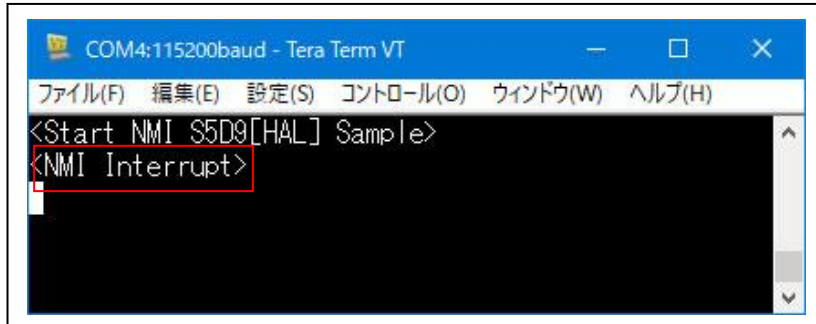 COM4:115200baud - Tera Term VT
ファイル(F) 編集(E) 設定(S) コントロール(O) ウィンドウ(W) ヘルプ(H)
<Start NMI S5D9[HAL] Sample>
<NMI Interrupt>